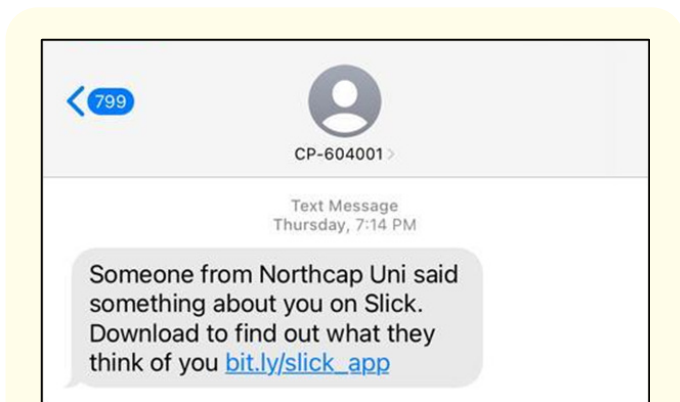 799
CP-604001
Text Message
Thursday, 7:14 PM
Someone from Northcap Uni said
something about you on Slick.
Download to find out what they
think of you bit.ly/slick_app